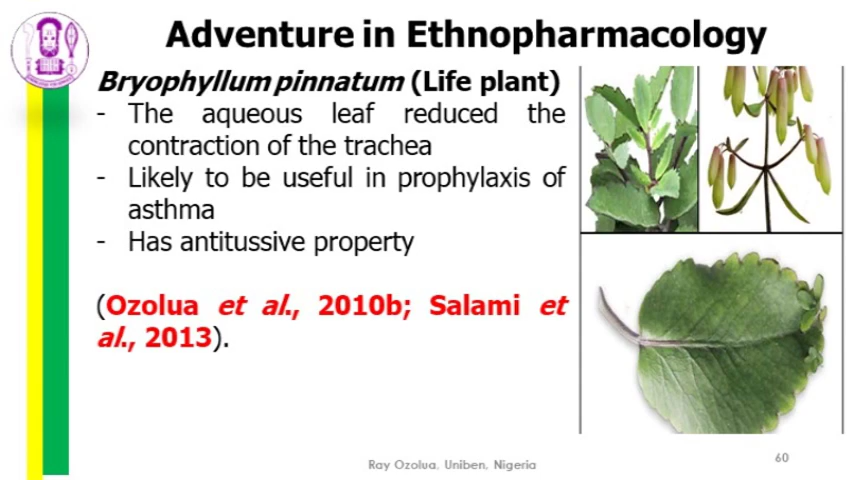 Adventure in Ethnopharmacology
Bryophyllum pinnatum (Life plant)
- The aqueous leaf reduced the
contraction of the trachea
- Likely to be useful in prophylaxis of
asthma
- Has antitussive property
(Ozolua et al., 2010b; Salami et
al., 2013).
Ray Ozolua, Uniben, Nigeria
60